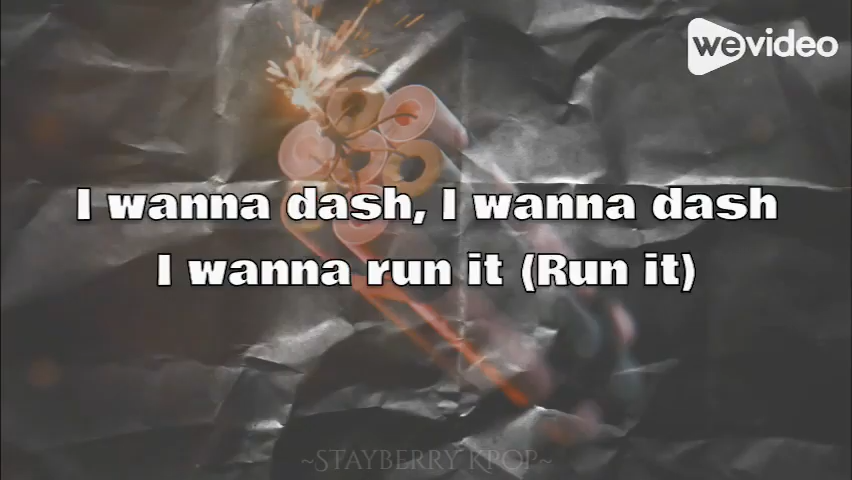 wevideo
I wanna dash, I wanna dash
I wanna run it (Run it)
~STAYBERRY KPOP~